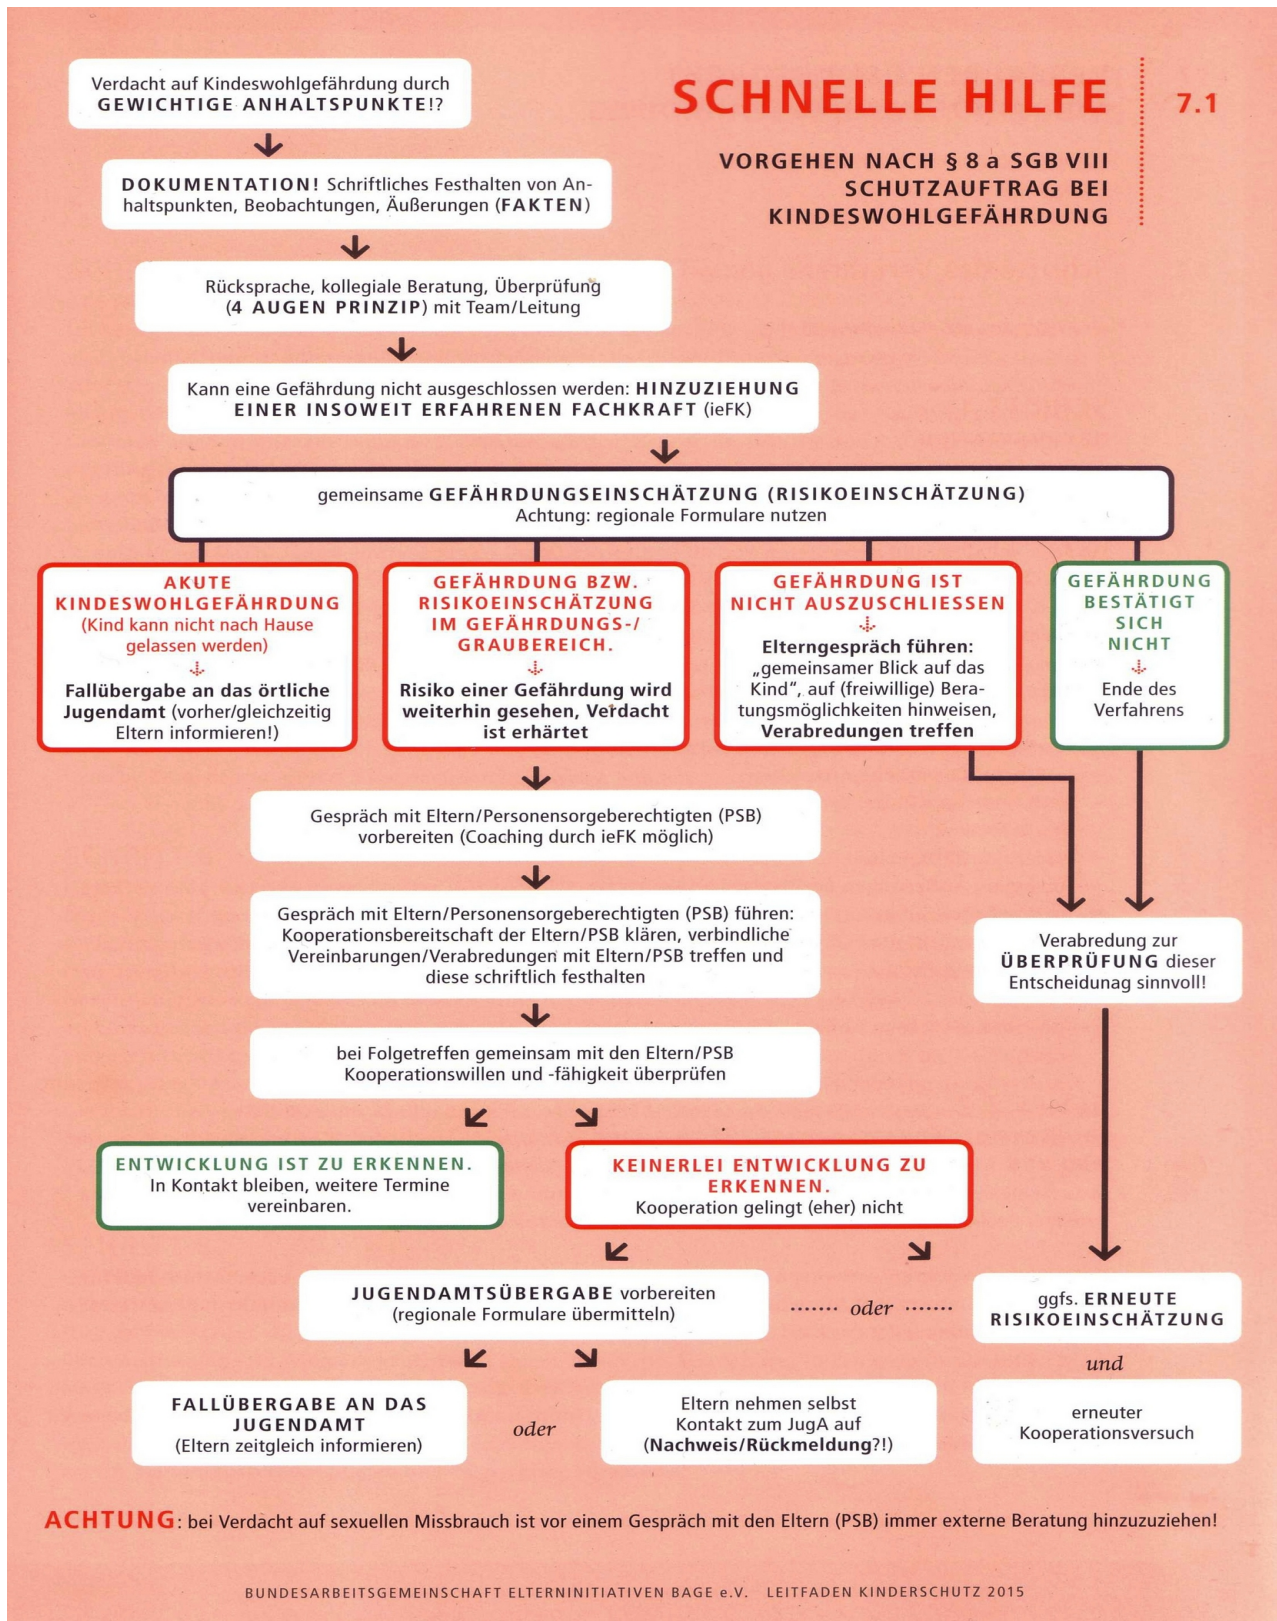 Verdacht auf Kindeswohlgefährdung durch
GEWICHTIGE ANHALTSPUNKTE!?
SCHNELLE HILFE
7.1
VORGEHEN NACH § 8 a SGB VIII
SCHUTZAUFTRAG BEI
KINDESWOHLGEFÄHRDUNG
DOKUMENTATION! Schriftliches Festhalten von An-
haltspunkten, Beobachtungen, Äußerungen (FAKTEN)
Rücksprache, kollegiale Beratung, Überprüfung
(4 AUGEN PRINZIP) mit Team/Leitung
Kann eine Gefährdung nicht ausgeschlossen werden: HINZUZIEHUNG
EINER INSOWEIT ERFAHRENEN FACHKRAFT (ieFK)
gemeinsame GEFÄHRDUNGSEINSCHÄTZUNG (RISIKOEINSCHÄTZUNG)
Achtung: regionale Formulare nutzen
AKUTE
KINDESWOHLGEFÄHRDUNG
(Kind kann nicht nach Hause
gelassen werden)
Fallübergabe an das örtliche
Jugendamt (vorher/gleichzeitig
Eltern informieren!)
GEFÄHRDUNG BZW.
RISIKOEINSCHÄTZUNG
IM GEFÄHRDUNGS-/
GRAUBEREICH.
Risiko einer Gefährdung wird
weiterhin gesehen, Verdacht
ist erhärtet
GEFÄHRDUNG IST
NICHT AUSZUSCHLIESSEN
Elterngespräch führen:
„gemeinsamer Blick auf das
Kind“, auf (freiwillige) Bera-
tungsmöglichkeiten hinweisen,
Verabredungen treffen
GEFÄHRDUNG
BESTÄTIGT
SICH
NICHT
Ende des
Verfahrens
Gespräch mit Eltern/Personensorgeberechtigten (PSB)
vorbereiten (Coaching durch ieFK möglich)
Gespräch mit Eltern/Personensorgeberechtigten (PSB) führen:
Kooperationsbereitschaft der Eltern/PSB klären, verbindliche
Vereinbarungen/Verabredungen mit Eltern/PSB treffen und
diese schriftlich festhalten
Verabredung zur
ÜBERPRÜFUNG dieser
Entscheidunag sinnvoll!
bei Folgetreffen gemeinsam mit den Eltern/PSB
Kooperationswillen und -fähigkeit überprüfen
ENTWICKLUNG IST ZU ERKENNEN.
In Kontakt bleiben, weitere Termine
vereinbaren.
KEINERLEI ENTWICKLUNG ZU
ERKENNEN.
Kooperation gelingt (eher) nicht
JUGENDAMTSÜBERGABE vorbereiten
(regionale Formulare übermitteln)
....... oder .......
ggfs. ERNEUTE
RISIKOEINSCHÄTZUNG
und
FALLÜBERGABE AN DAS
JUGENDAMT
(Eltern zeitgleich informieren)
oder
Eltern nehmen selbst
Kontakt zum JugA auf
(Nachweis/Rückmeldung?!)
erneuter
Kooperationsversuch
ACHTUNG: bei Verdacht auf sexuellen Missbrauch ist vor einem Gespräch mit den Eltern (PSB) immer externe Beratung hinzuzuziehen!
BUNDESARBEITSGEMEINSCHAFT ELTERNINITIATIVEN BAGE e.V. LEITFADEN KINDERSCHUTZ 2015